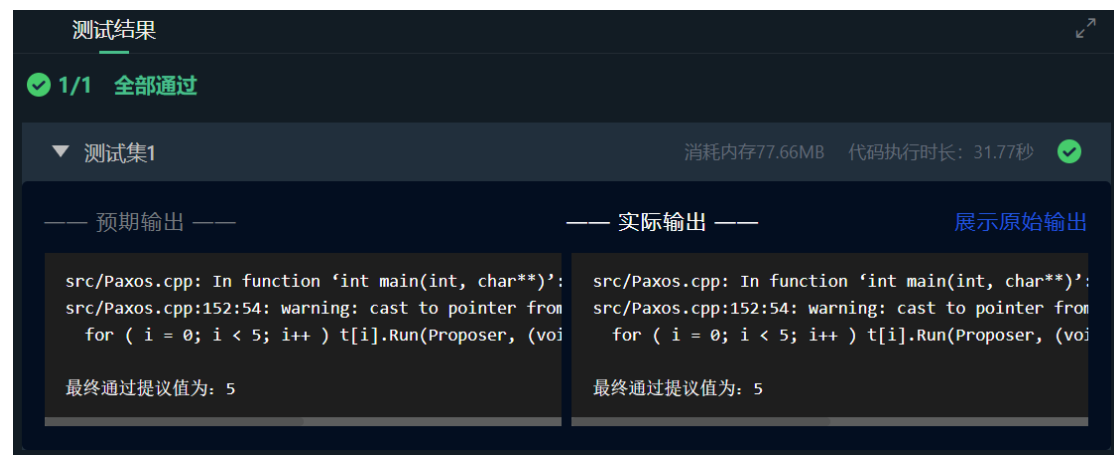 测试结果
1/1 全部通过
测试集1 消耗内存77.66MB 代码执行时长：31.77秒
—— 预期输出 ——
src/Paxos.cpp: In function ‘int main(int, char**)’:
src/Paxos.cpp:152:54: warning: cast to pointer from
for ( i = 0; i < 5; i++ ) t[i].Run(Proposer, (voi
最终通过提议值为：5
—— 实际输出 —— 展示原始输出
src/Paxos.cpp: In function ‘int main(int, char**)’:
src/Paxos.cpp:152:54: warning: cast to pointer from
for ( i = 0; i < 5; i++ ) t[i].Run(Proposer, (voi
最终通过提议值为：5